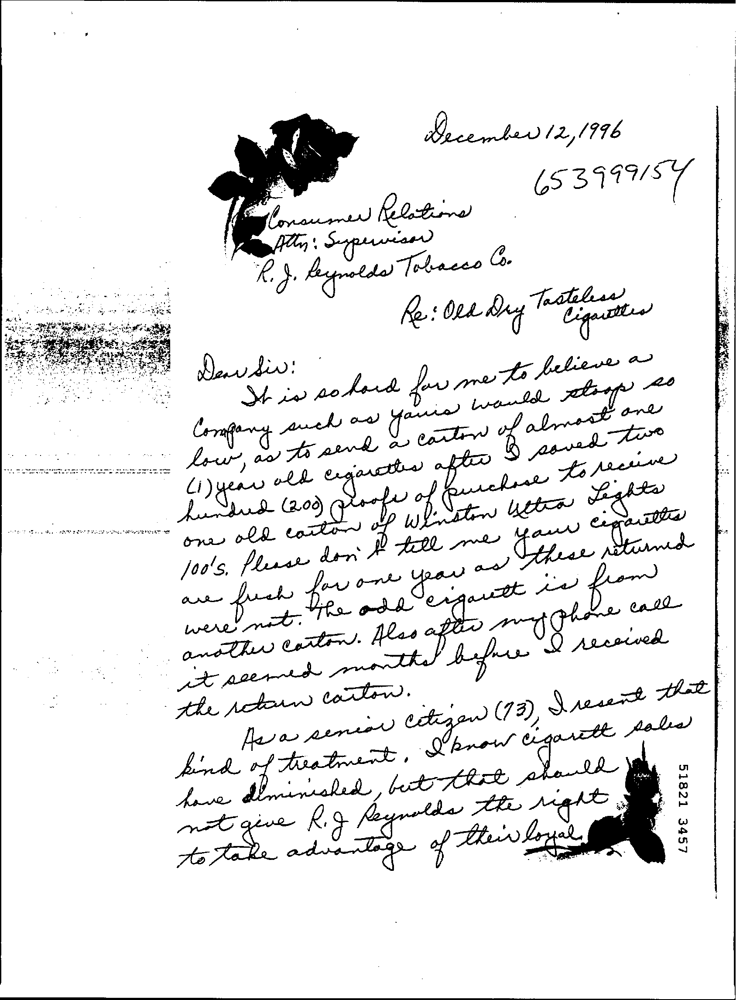 December 12, 1996
653999154
Consumer Relations
Attn: Supervisor
R. J. Reynolds Tobacco Co.
Re: Old Dry Tasteless
Cigarettes
Dear Sir:
It is so hard for me to believe a
Company such as yours would stoop so
low, as to send a carton of almost one
(1) year old cigarettes after I saved two
hundred (200) proofs of purchase to receive
one old carton of Winston Ultra Lights
100's. Please don't tell me your cigarettes
are fresh for one year as these returned
were not. The odd cigarett is from
another carton. Also after my phone call
it seemed months before I received
the return carton.
As a senior citizen (73), I resent that
kind of treatment. I know cigarett sales
have diminished, but that should
not give R. J Reynolds the right
to take advantage of their loyal
51821 3457